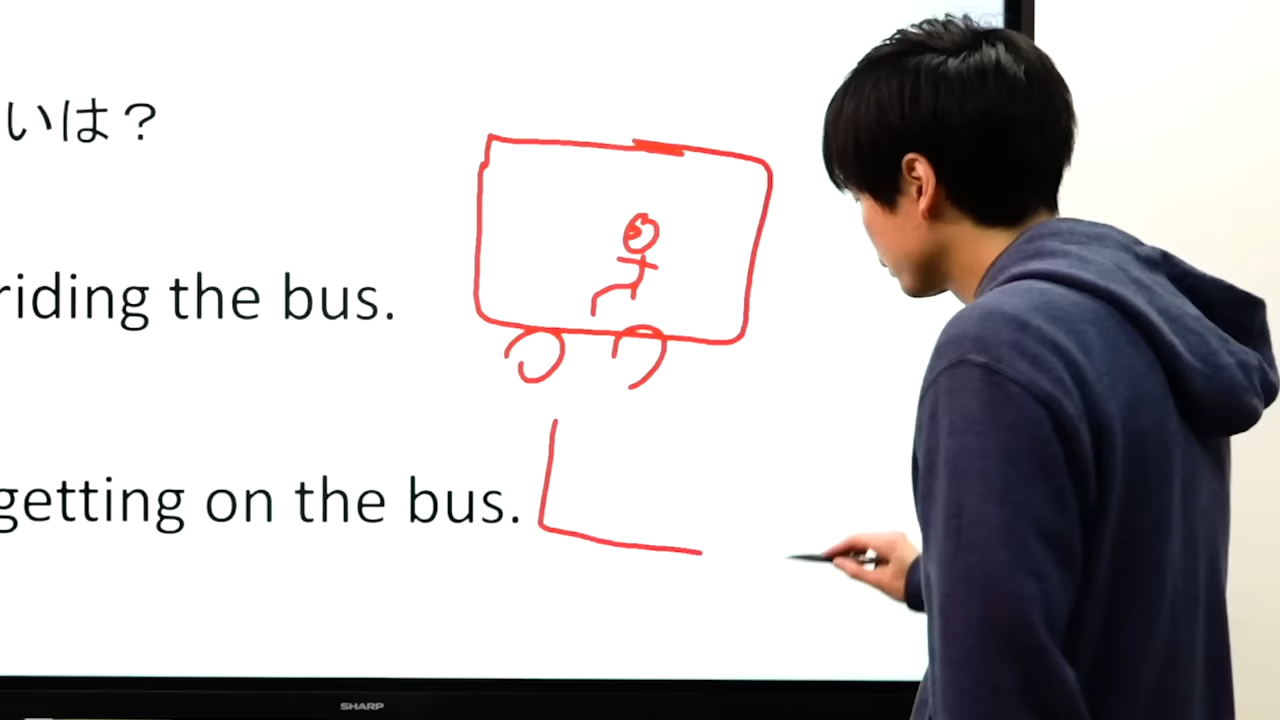 いは？
riding the bus.
getting on the bus.
SHARP